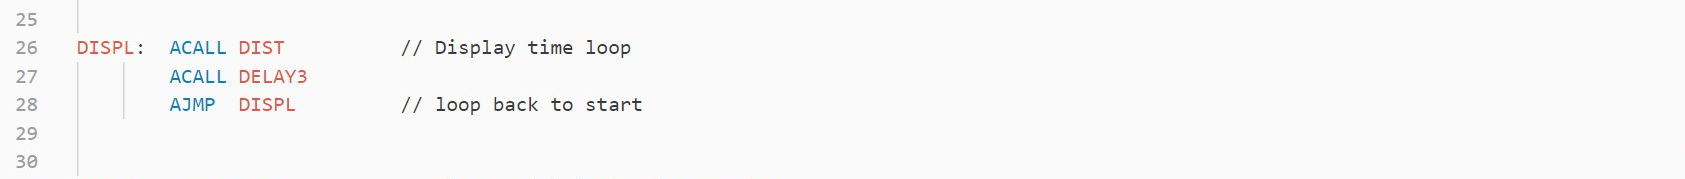 25
26 DISPL: ACALL DIST // Display time loop
27 ACALL DELAY3
28 AJMP DISPL // loop back to start
29
30